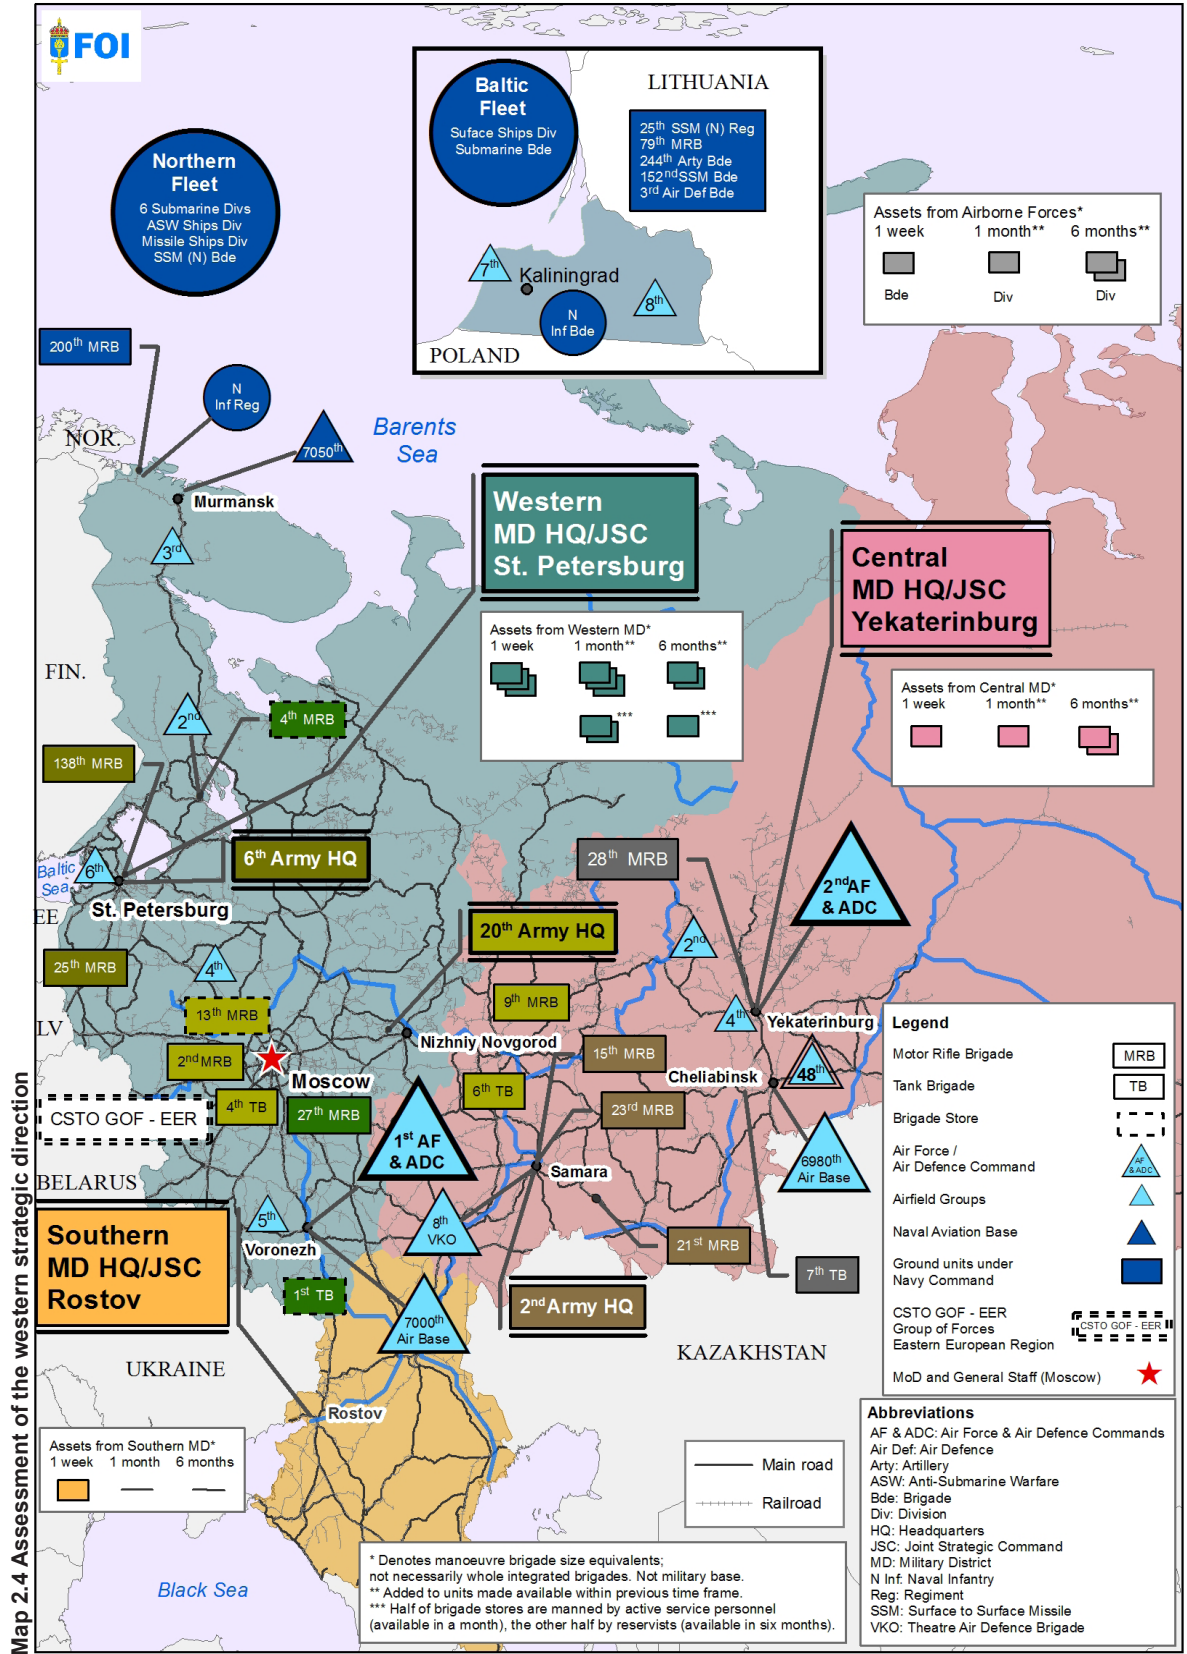 FOI
Northern
Fleet
6 Submarine Divs
ASW Ships Div
Missile Ships Div
SSM (N) Bde
Baltic
Fleet
Suface Ships Div
Submarine Bde
LITHUANIA
25th SSM (N) Reg
79th MRB
244th Arty Bde
152nd SSM Bde
3rd Air Def Bde
7th
Kaliningrad
8th
N
Inf Bde
POLAND
Assets from Airborne Forces*
1 week 1 month** 6 months**
Bde Div Div
200th MRB
N
Inf Reg
7050th
Barents
Sea
NOR.
Murmansk
3rd
Western
MD HQ/JSC
St. Petersburg
Assets from Western MD*
1 week 1 month** 6 months**
*** ***
Central
MD HQ/JSC
Yekaterinburg
Assets from Central MD*
1 week 1 month** 6 months**
FIN.
2nd
4th MRB
138th MRB
6th Army HQ
Baltic
Sea
6th
EE
St. Petersburg
28th MRB
2nd AF
& ADC
20th Army HQ
2nd
25th MRB
4th
9th MRB
13th MRB
LV
4th
Yekaterinburg
Nizhniy Novgorod
15th MRB
2nd MRB
Moscow
6th TB
Cheliabinsk
48th
4th TB
27th MRB
23rd MRB
CSTO GOF - EER
1st AF
& ADC
6980th
Air Base
Samara
BELARUS
5th
Voronezh
8th
VKO
21st MRB
7th TB
Southern
MD HQ/JSC
Rostov
1st TB
7000th
Air Base
2nd Army HQ
UKRAINE
KAZAKHSTAN
Rostov
Assets from Southern MD*
1 week 1 month 6 months
Black Sea
Legend
Motor Rifle Brigade MRB
Tank Brigade TB
Brigade Store
Air Force /
Air Defence Command
AF
& ADC
Airfield Groups
Naval Aviation Base
Ground units under
Navy Command
CSTO GOF - EER
Group of Forces
Eastern European Region
CSTO GOF - EER
MoD and General Staff (Moscow)
Main road
Railroad
Abbreviations
AF & ADC: Air Force & Air Defence Commands
Air Def: Air Defence
Arty: Artillery
ASW: Anti-Submarine Warfare
Bde: Brigade
Div: Division
HQ: Headquarters
JSC: Joint Strategic Command
MD: Military District
N Inf: Naval Infantry
Reg: Regiment
SSM: Surface to Surface Missile
VKO: Theatre Air Defence Brigade
* Denotes manoeuvre brigade size equivalents;
not necessarily whole integrated brigades. Not military base.
** Added to units made available within previous time frame.
*** Half of brigade stores are manned by active service personnel
(available in a month), the other half by reservists (available in six months).
Map 2.4 Assessment of the western strategic direction